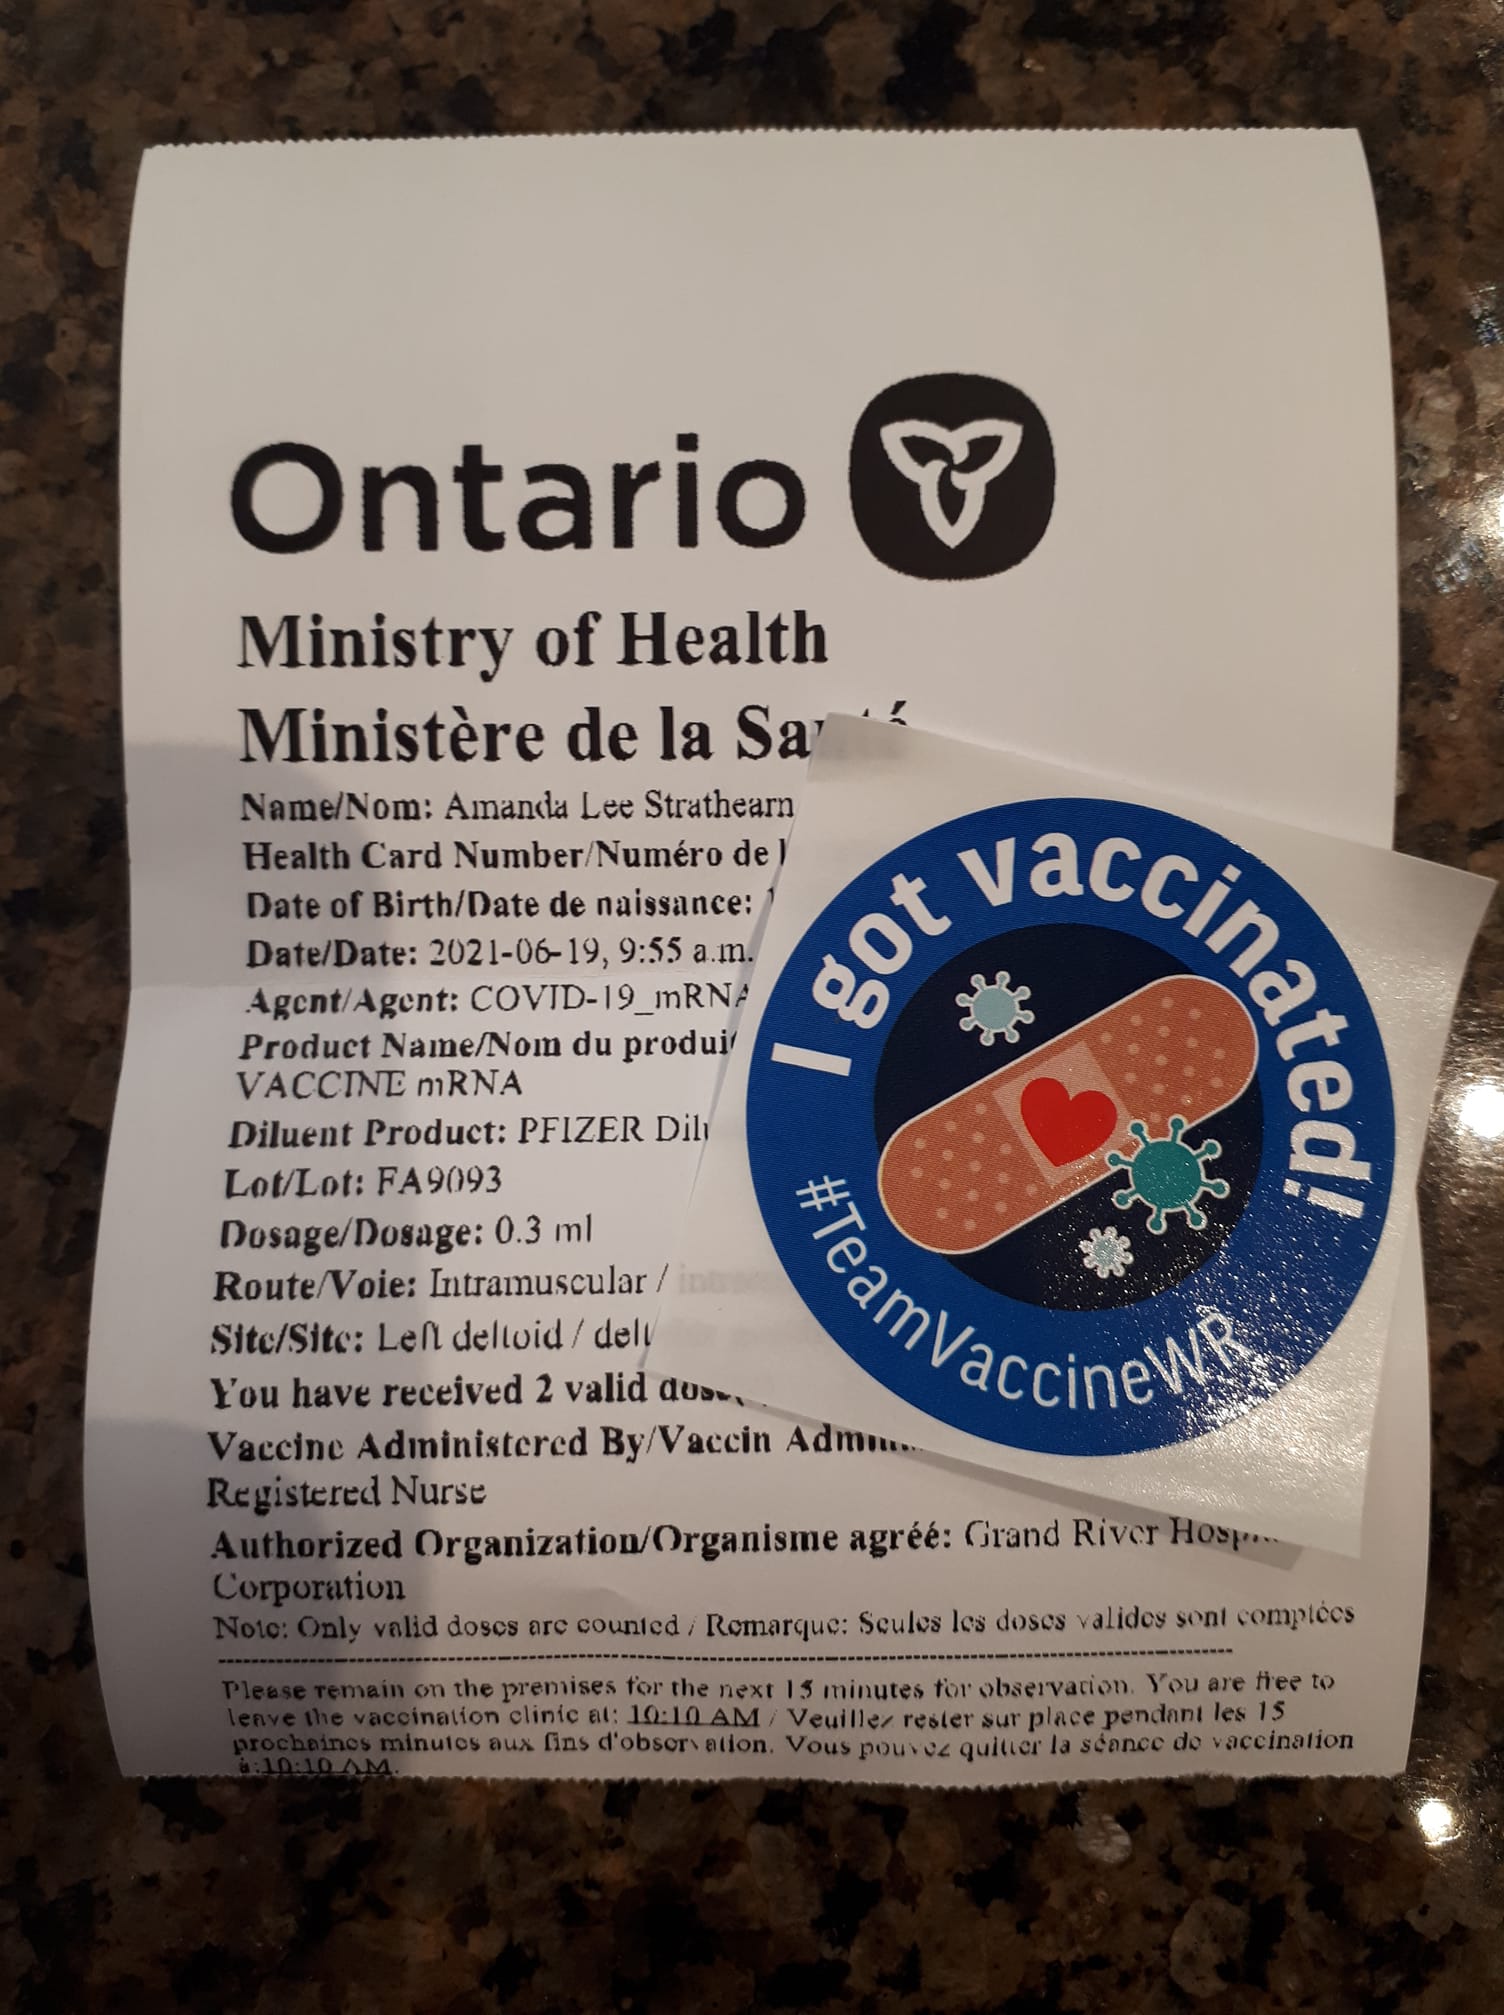 Ontario
Ministry of Health
Ministère de la Santé
Name/Nom: Amanda Lee Strathearn
Health Card Number/Numéro de
Date of Birth/Date de naissance:
Date/Date: 2021-06-19, 9:55 a.m.
Agent/Agent: COVID-19_mRNA
Product Name/Nom du produit
VACCINE mRNA
Diluent Product: PFIZER
Lot/Lot: FA9093
Dosage/Dosage: 0.3 ml
Route/Voie: Intramuscular /
Site/Site: Left deltoid /
You have received 2 valid
Vaccine Administered By/Vaccin
Registered Nurse
Authorized Organization/Organisme agréé: Grand River
Corporation
Note: Only valid doses are counted / Remarque: Seules les doses valides sont comptées
Please remain on the premises for the next 15 minutes for observation. You are free to
leave the vaccination clinic at: 10:10 AM / Veuillez rester sur place pendant les 15
prochaines minutes aux fins d'observation. Vous pouvez quitter la séance de vaccination
à:10:10 AM.
I got vaccinated!
#TeamVaccineWR